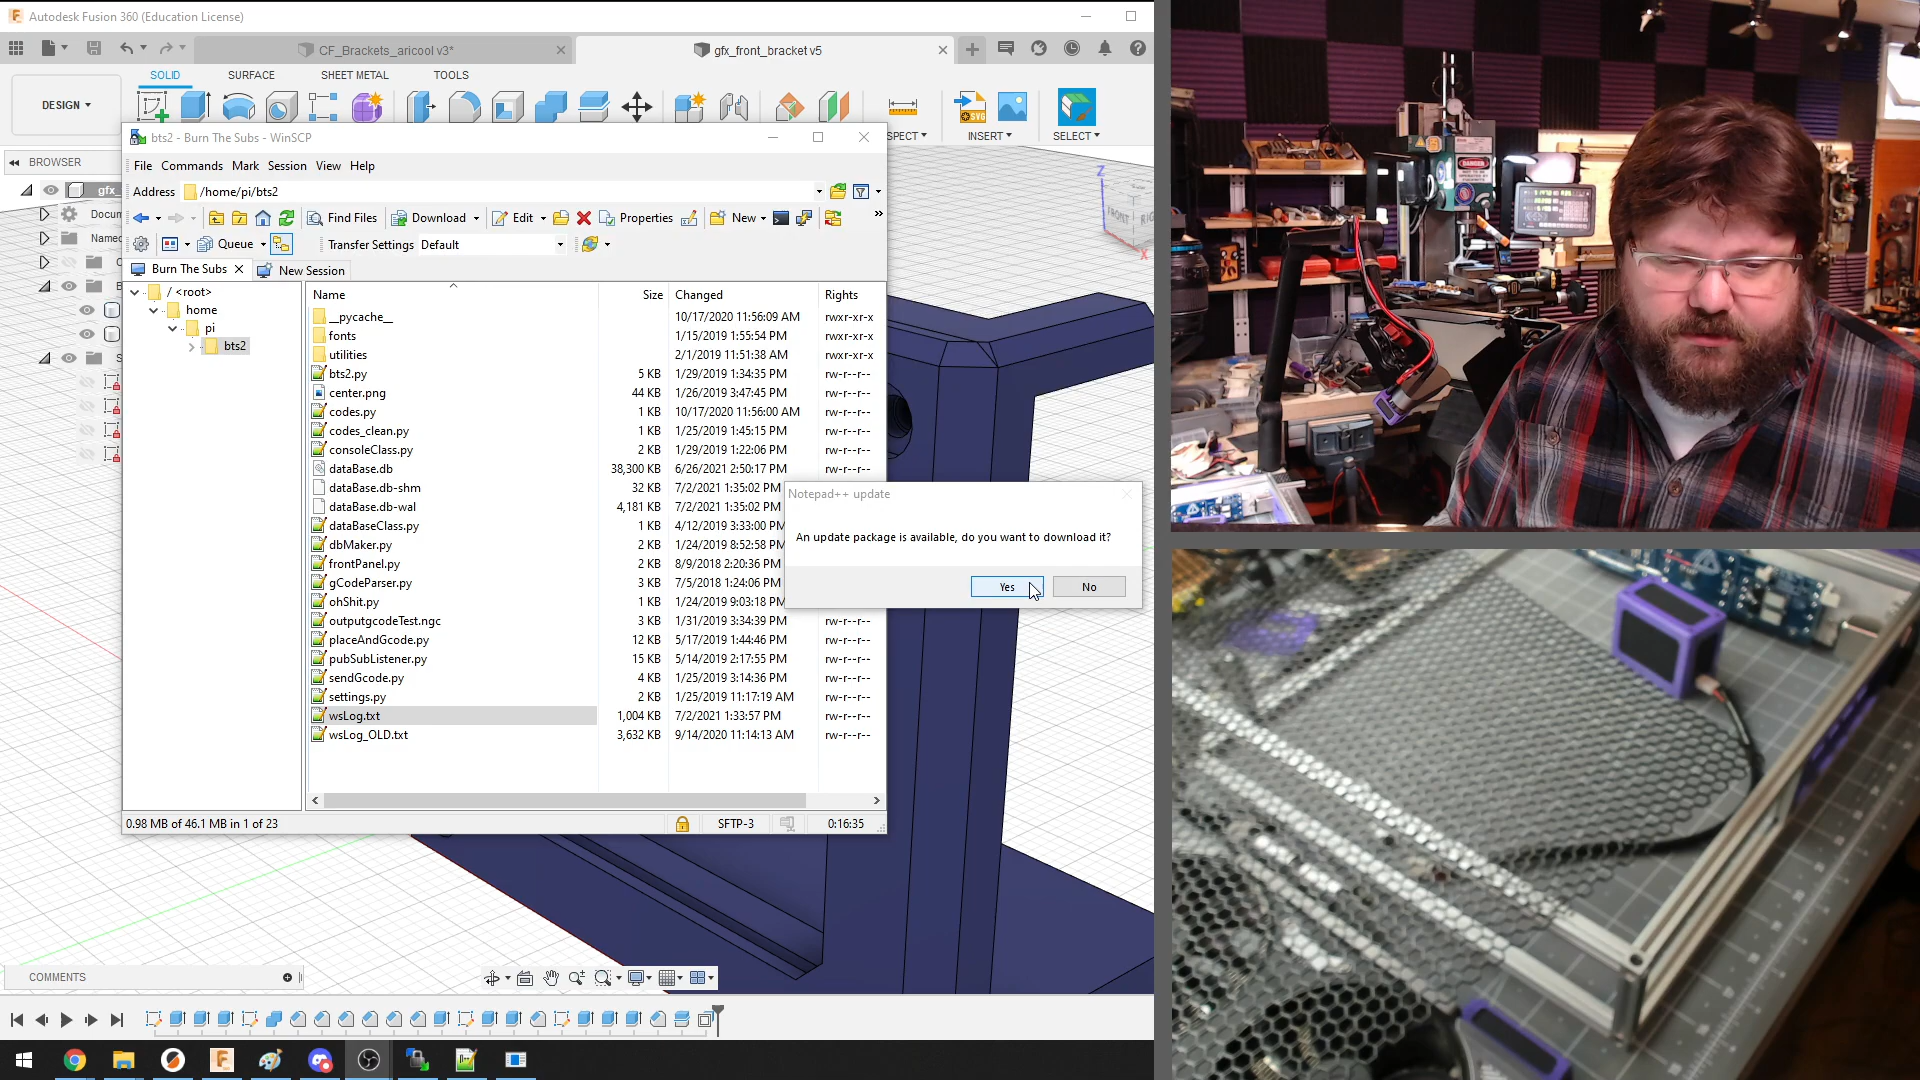 Autodesk Fusion 360 (Education License)
CF_Brackets_aricool v3*
gfx_front_bracket v5
SOLID
SURFACE
SHEET METAL
TOOLS
DESIGN
SPECT
INSERT
SELECT
BROWSER
gfx_
Docum
Namec
C
B
S
Z
FRONT
RIG
X
bts2 - Burn The Subs - WinSCP
File Commands Mark Session View Help
Address /home/pi/bts2
Find Files Download Edit Properties New
Queue Transfer Settings Default
Burn The Subs New Session
/ <root>
home
pi
bts2
Name Size Changed Rights
__pycache__ 10/17/2020 11:56:09 AM rwxr-xr-x
fonts 1/15/2019 1:55:54 PM rwxr-xr-x
utilities 2/1/2019 11:51:38 AM rwxr-xr-x
bts2.py 5 KB 1/29/2019 1:34:35 PM rw-r--r--
center.png 44 KB 1/26/2019 3:47:45 PM rw-r--r--
codes.py 1 KB 10/17/2020 11:56:00 AM rw-r--r--
codes_clean.py 1 KB 1/25/2019 1:45:15 PM rw-r--r--
consoleClass.py 2 KB 1/29/2019 1:22:06 PM rw-r--r--
dataBase.db 38,300 KB 6/26/2021 2:50:17 PM rw-r--r--
dataBase.db-shm 32 KB 7/2/2021 1:35:02 PM
dataBase.db-wal 4,181 KB 7/2/2021 1:35:02 PM
dataBaseClass.py 1 KB 4/12/2019 3:33:00 PM
dbMaker.py 2 KB 1/24/2019 8:52:58 PM
frontPanel.py 2 KB 8/9/2018 2:20:36 PM
gCodeParser.py 3 KB 7/5/2018 1:24:06 PM
ohShit.py 1 KB 1/24/2019 9:03:18 PM
outputgcodeTest.ngc 3 KB 1/31/2019 3:34:39 PM rw-r--r--
placeAndGcode.py 12 KB 5/17/2019 1:44:46 PM rw-r--r--
pubSubListener.py 15 KB 5/14/2019 2:17:55 PM rw-r--r--
sendGcode.py 4 KB 1/25/2019 3:14:36 PM rw-r--r--
settings.py 2 KB 1/25/2019 11:17:19 AM rw-r--r--
wsLog.txt 1,004 KB 7/2/2021 1:33:57 PM rw-r--r--
wsLog_OLD.txt 3,632 KB 9/14/2020 11:14:13 AM rw-r--r--
0.98 MB of 46.1 MB in 1 of 23 SFTP-3 0:16:35
Notepad++ update
An update package is available, do you want to download it?
Yes No
COMMENTS
DANGER